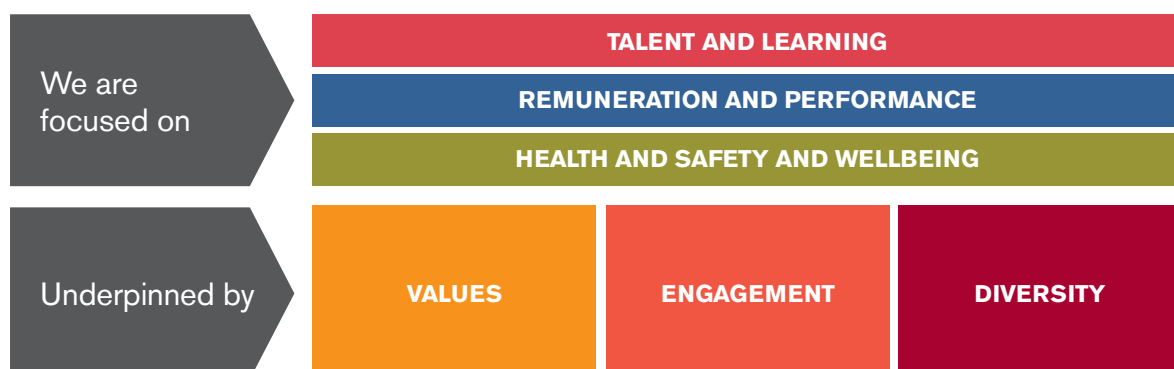 We are
focused on
TALENT AND LEARNING
REMUNERATION AND PERFORMANCE
HEALTH AND SAFETY AND WELLBEING
Underpinned by
VALUES
ENGAGEMENT
DIVERSITY